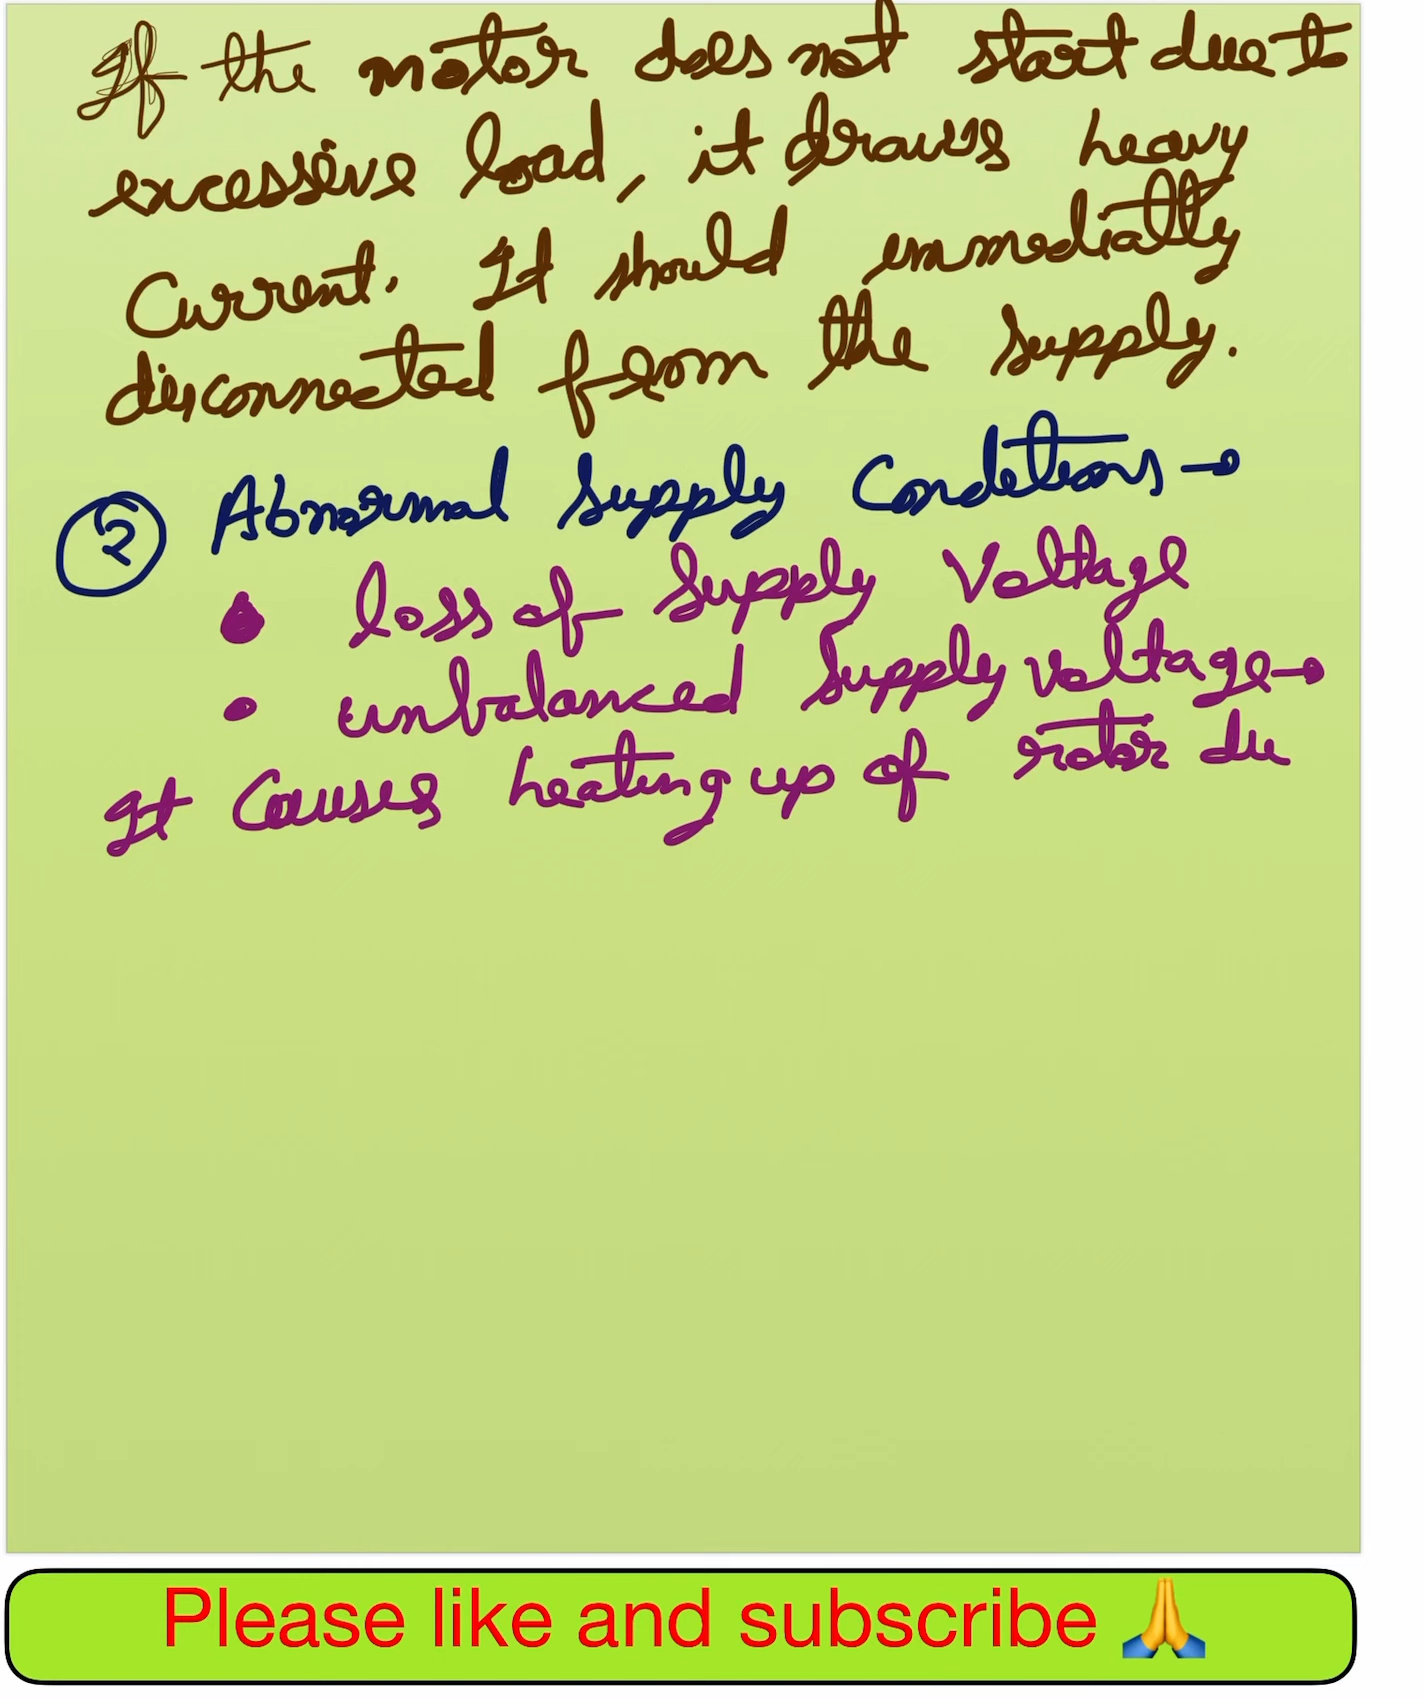 If the motor does not start due to
excessive load, it draws heavy
Current. It should immediatly
disconnected from the supply.
② Abnormal supply Condetions→
• loss of supply Voltage
• unbalanced supply voltage→
It Causes heating up of rotor du
Please like and subscribe 🙏